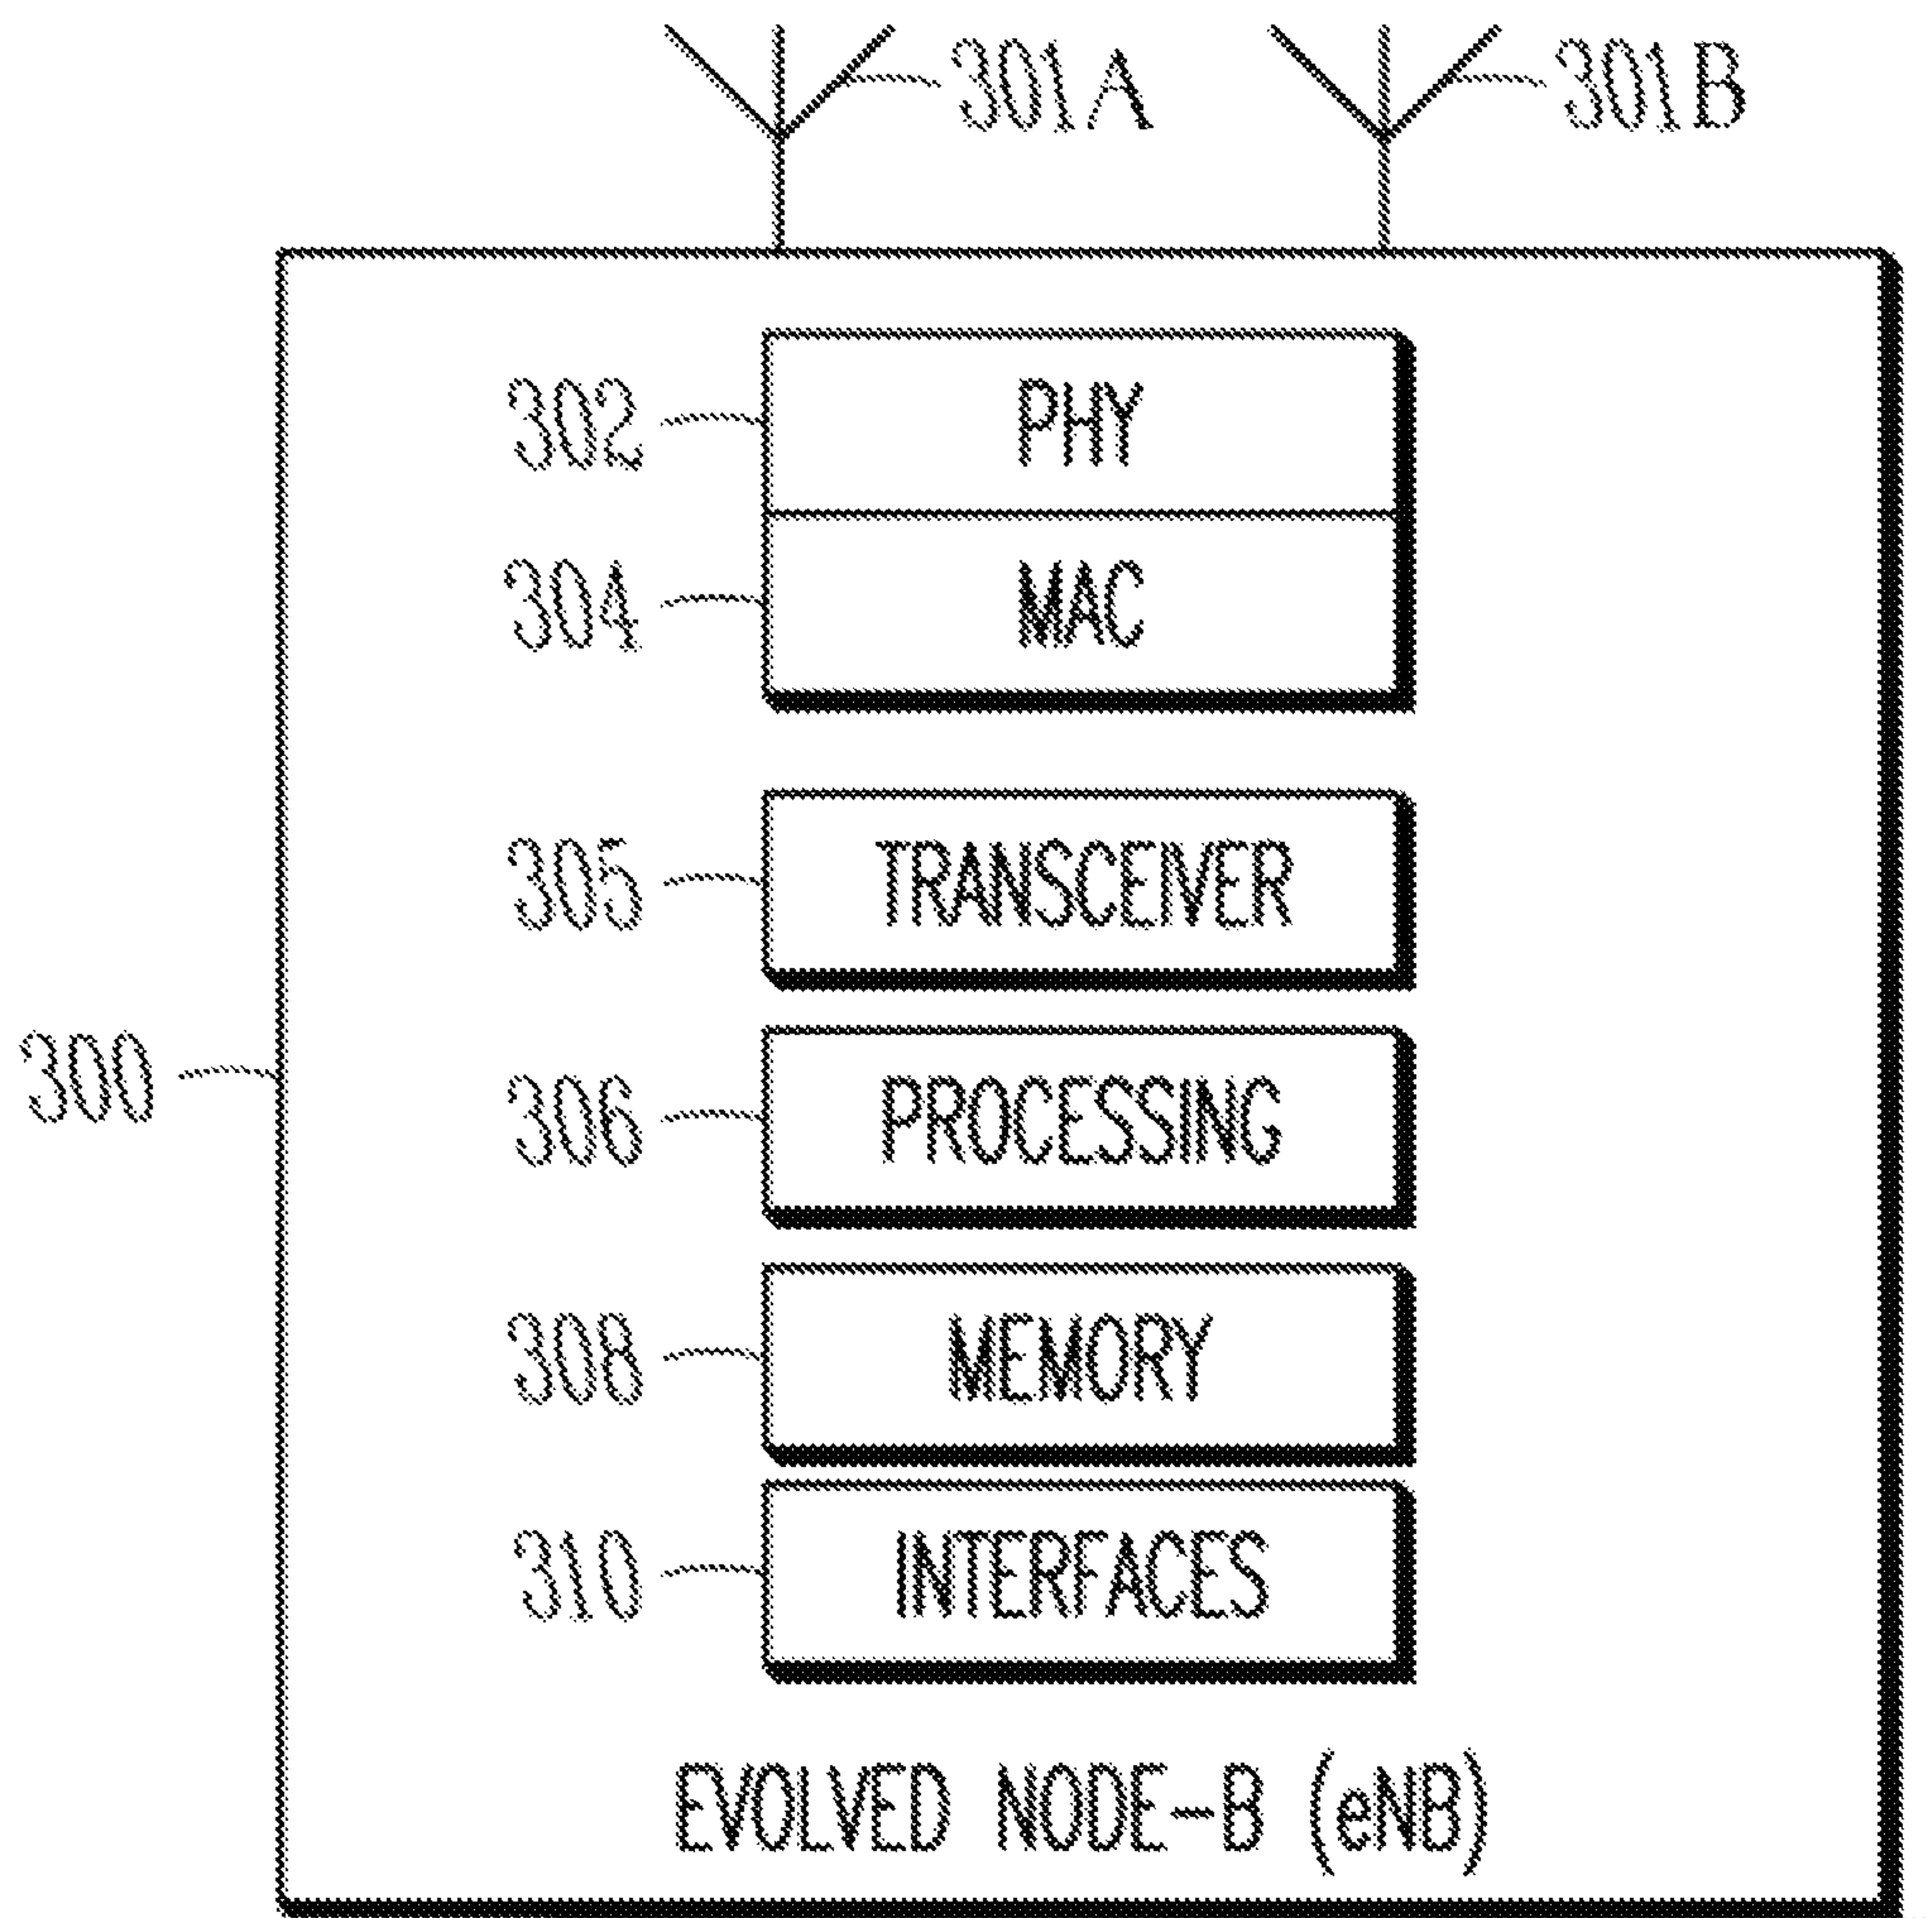 301A 301B
302 PHY
304 MAC
305 TRANSCEIVER
300
306 PROCESSING
308 MEMORY
310 INTERFACES
EVOLVED NODE-B (eNB)